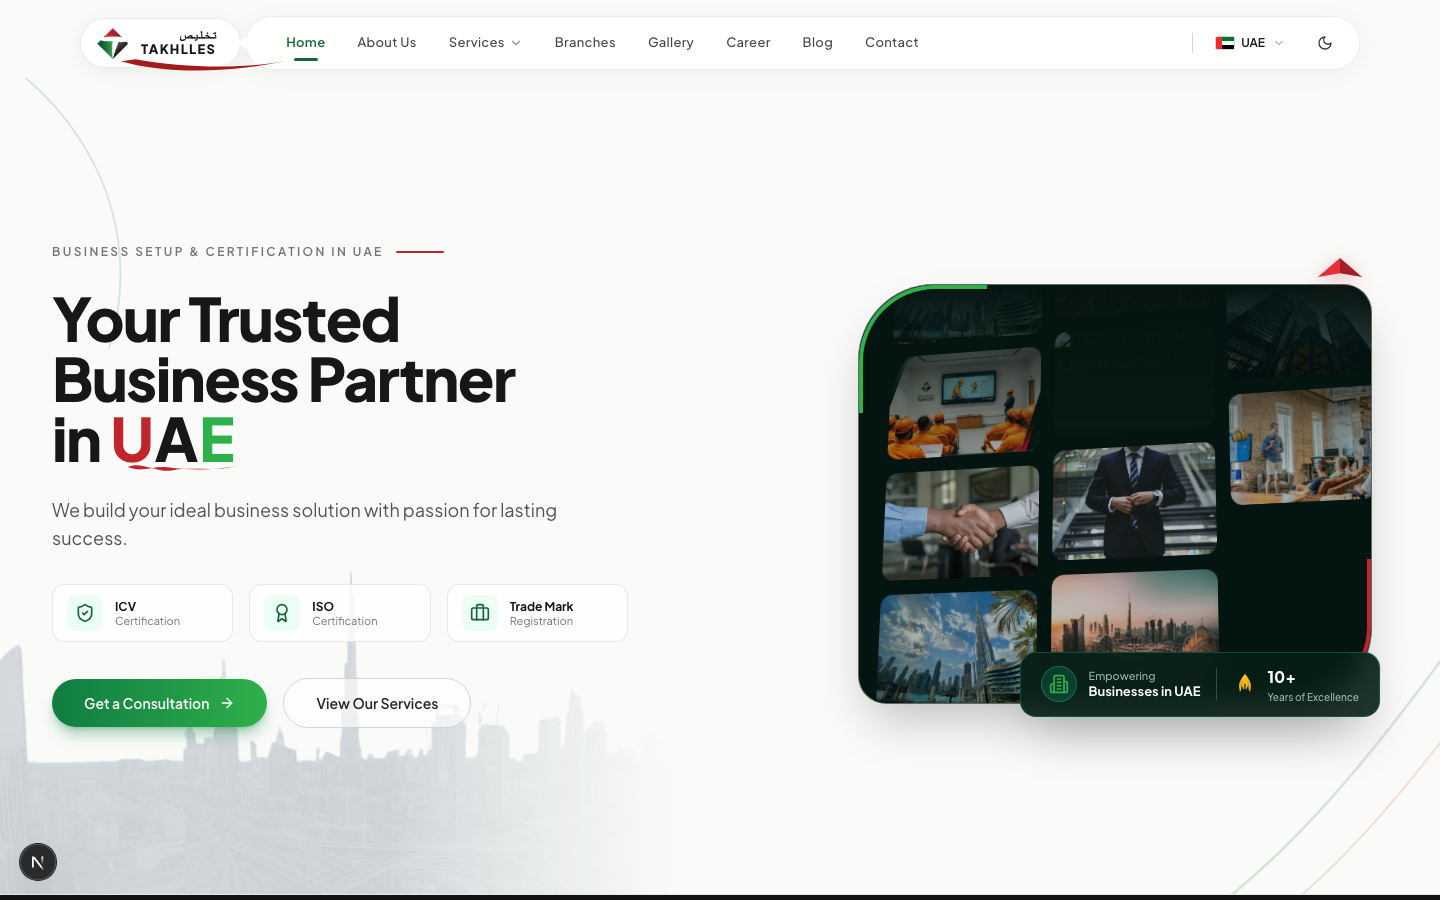 تخليص
TAKHLLES
Home
About Us
Services
Branches
Gallery
Career
Blog
Contact
UAE
BUSINESS SETUP & CERTIFICATION IN UAE
Your Trusted
Business Partner
in UAE
We build your ideal business solution with passion for lasting
success.
ICV
Certification
ISO
Certification
Trade Mark
Registration
Get a Consultation
View Our Services
Empowering
Businesses in UAE
10+
Years of Excellence
N